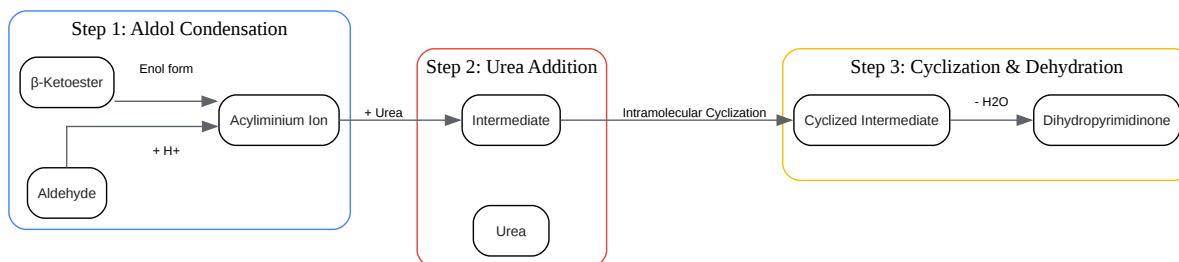 Step 1: Aldol Condensation
β-Ketoester
Enol form
Acyliminium Ion
+ H+
Aldehyde
+ Urea
Step 2: Urea Addition
Intermediate
Urea
Intramolecular Cyclization
Step 3: Cyclization & Dehydration
Cyclized Intermediate
- H2O
Dihydropyrimidinone